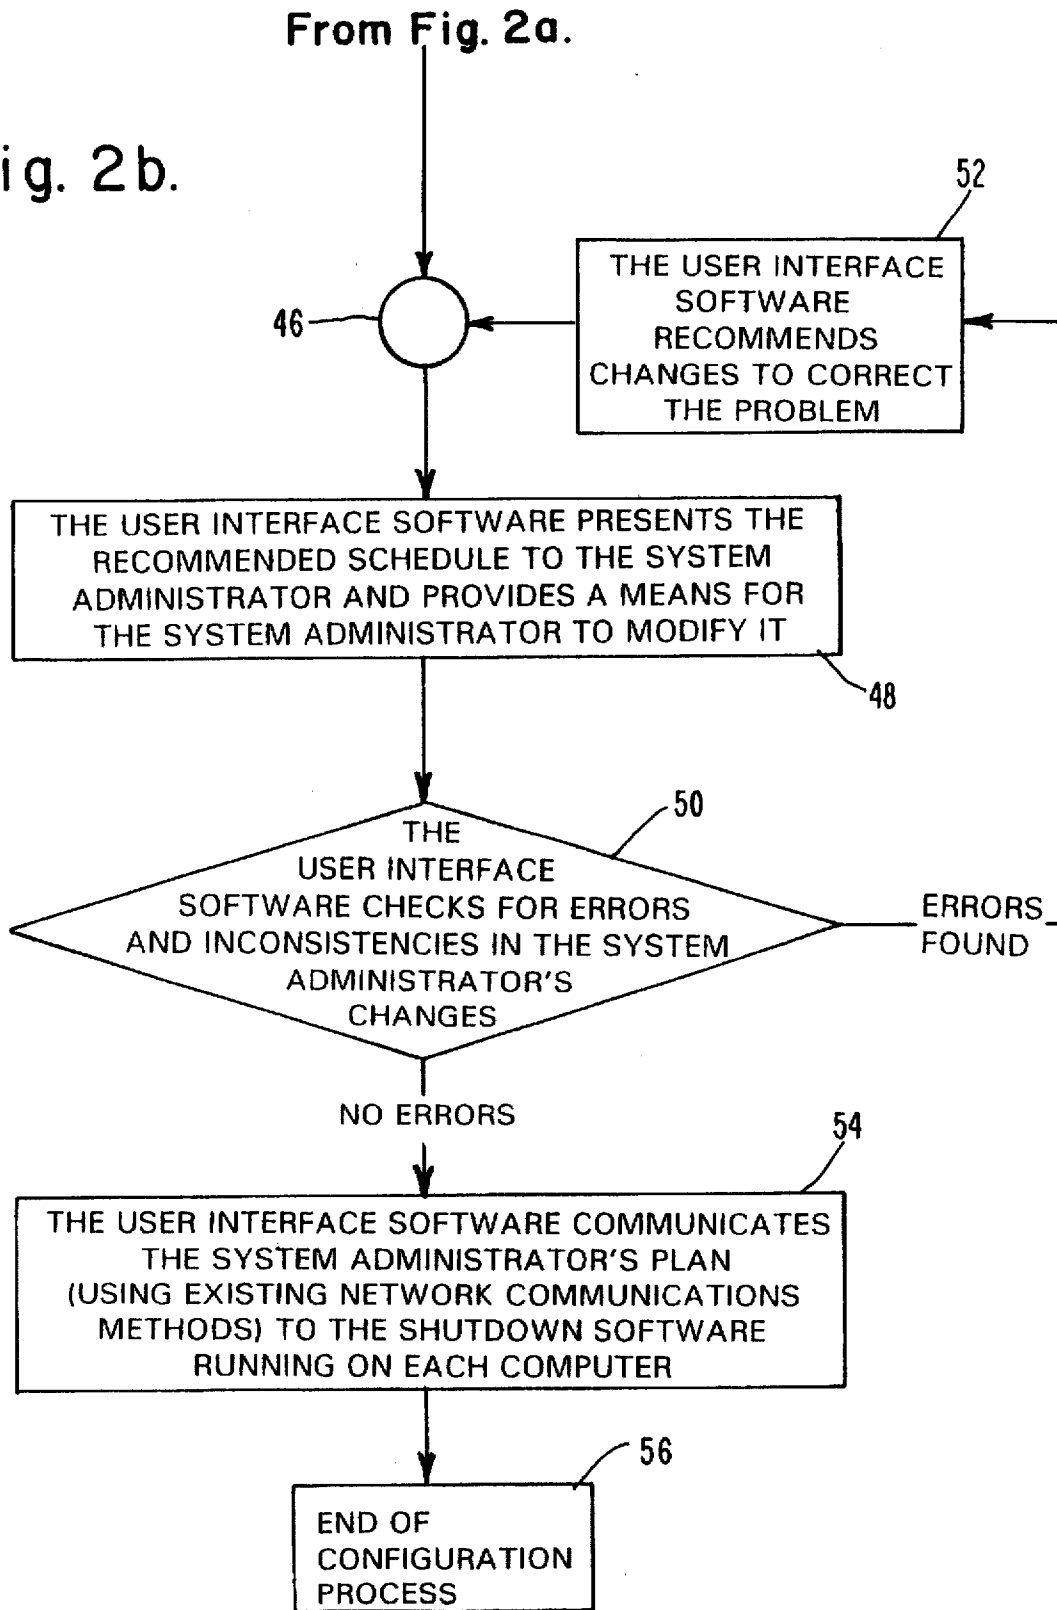 From Fig. 2a.
ig. 2b.
52
THE USER INTERFACE
SOFTWARE
RECOMMENDS
CHANGES TO CORRECT
THE PROBLEM
46
THE USER INTERFACE SOFTWARE PRESENTS THE
RECOMMENDED SCHEDULE TO THE SYSTEM
ADMINISTRATOR AND PROVIDES A MEANS FOR
THE SYSTEM ADMINISTRATOR TO MODIFY IT
48
50
THE
USER INTERFACE
SOFTWARE CHECKS FOR ERRORS
AND INCONSISTENCIES IN THE SYSTEM
ADMINISTRATOR'S
CHANGES
ERRORS
FOUND
NO ERRORS
54
THE USER INTERFACE SOFTWARE COMMUNICATES
THE SYSTEM ADMINISTRATOR'S PLAN
(USING EXISTING NETWORK COMMUNICATIONS
METHODS) TO THE SHUTDOWN SOFTWARE
RUNNING ON EACH COMPUTER
56
END OF
CONFIGURATION
PROCESS